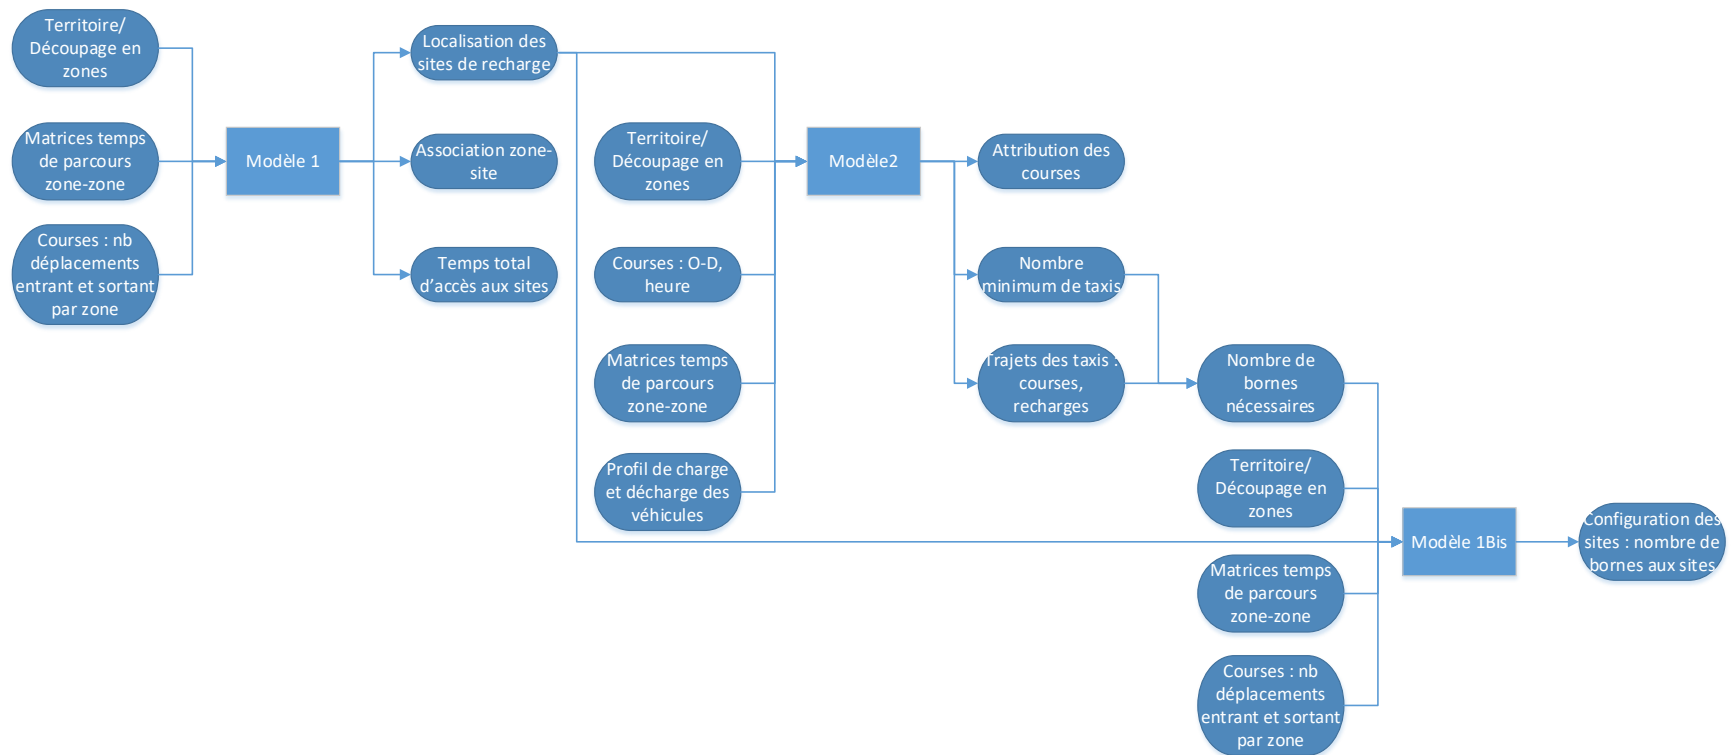 Territoire/
Découpage en
zones
Matrices temps
de parcours
zone-zone
Courses : nb
déplacements
entrant et sortant
par zone
Modèle 1
Localisation des
sites de recharge
Association zone-
site
Temps total
d'accès aux sites
Territoire/
Découpage en
zones
Courses : O-D,
heure
Matrices temps
de parcours
zone-zone
Profil de charge
et décharge des
véhicules
Modèle2
Attribution des
courses
Nombre
minimum de taxis
Trajets des taxis :
courses,
recharges
Nombre de
bornes
nécessaires
Territoire/
Découpage en
zones
Matrices temps
de parcours
zone-zone
Courses : nb
déplacements
entrant et sortant
par zone
Modèle 1Bis
Configuration des
sites : nombre de
bornes aux sites